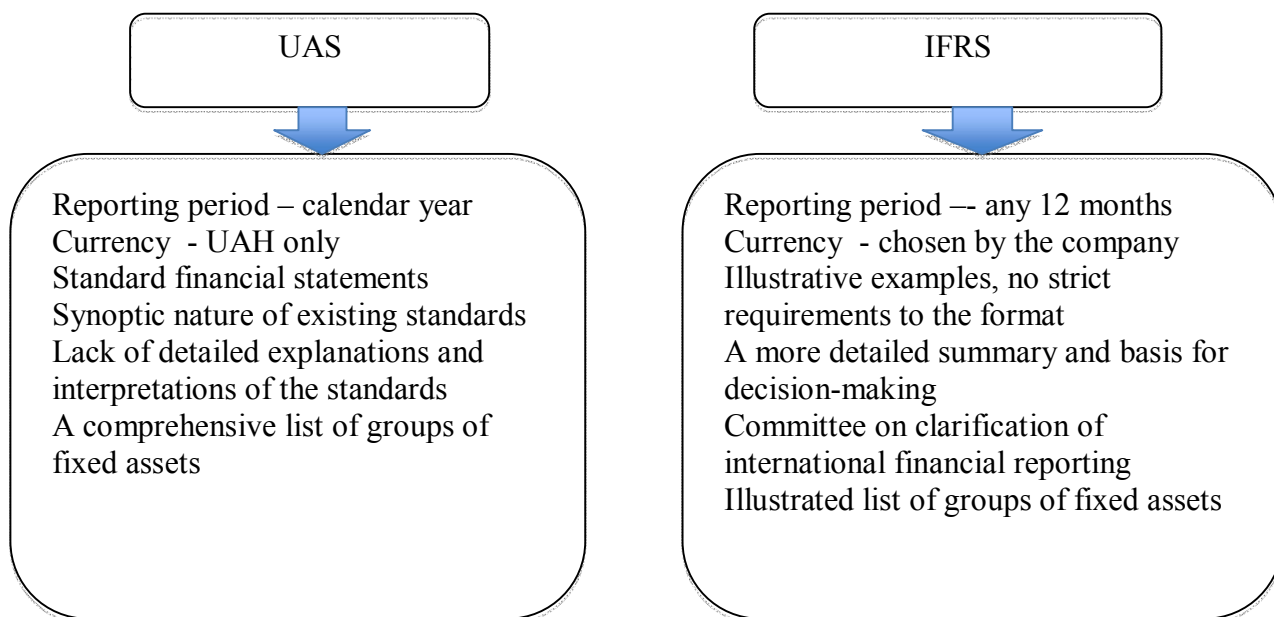 UAS
Reporting period – calendar year
Currency  - UAH only
Standard financial statements
Synoptic nature of existing standards
Lack of detailed explanations and
interpretations of the standards
A comprehensive list of groups of
fixed assets
IFRS
Reporting period –- any 12 months
Currency  - chosen by the company
Illustrative examples, no strict
requirements to the format
A more detailed summary and basis for
decision-making
Committee on clarification of
international financial reporting
Illustrated list of groups of fixed assets